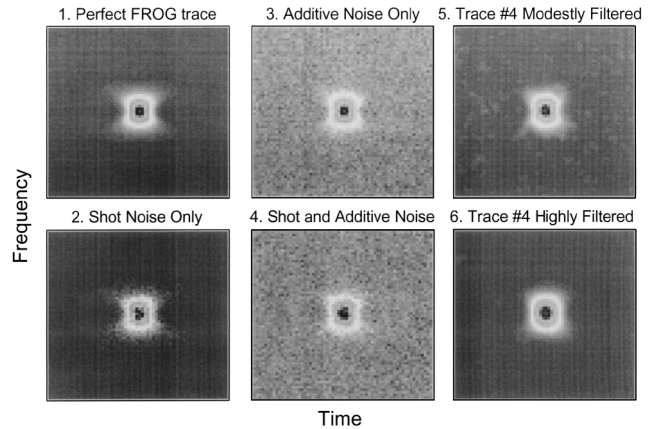 1. Perfect FROG trace
3. Additive Noise Only
5. Trace #4 Modestly Filtered
2. Shot Noise Only
4. Shot and Additive Noise
6. Trace #4 Highly Filtered
Frequency
Time